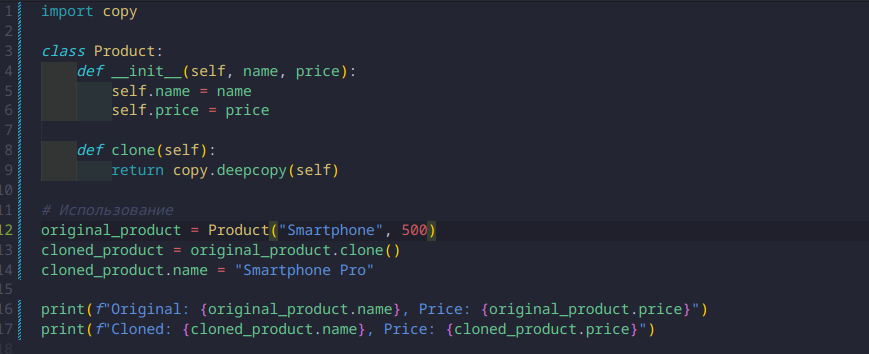 1 import copy
2
3 class Product:
4     def __init__(self, name, price):
5         self.name = name
6         self.price = price
7
8     def clone(self):
9         return copy.deepcopy(self)
10
11 # Использование
12 original_product = Product("Smartphone", 500)
13 cloned_product = original_product.clone()
14 cloned_product.name = "Smartphone Pro"
15
16 print(f"Original: {original_product.name}, Price: {original_product.price}")
17 print(f"Cloned: {cloned_product.name}, Price: {cloned_product.price}")
18